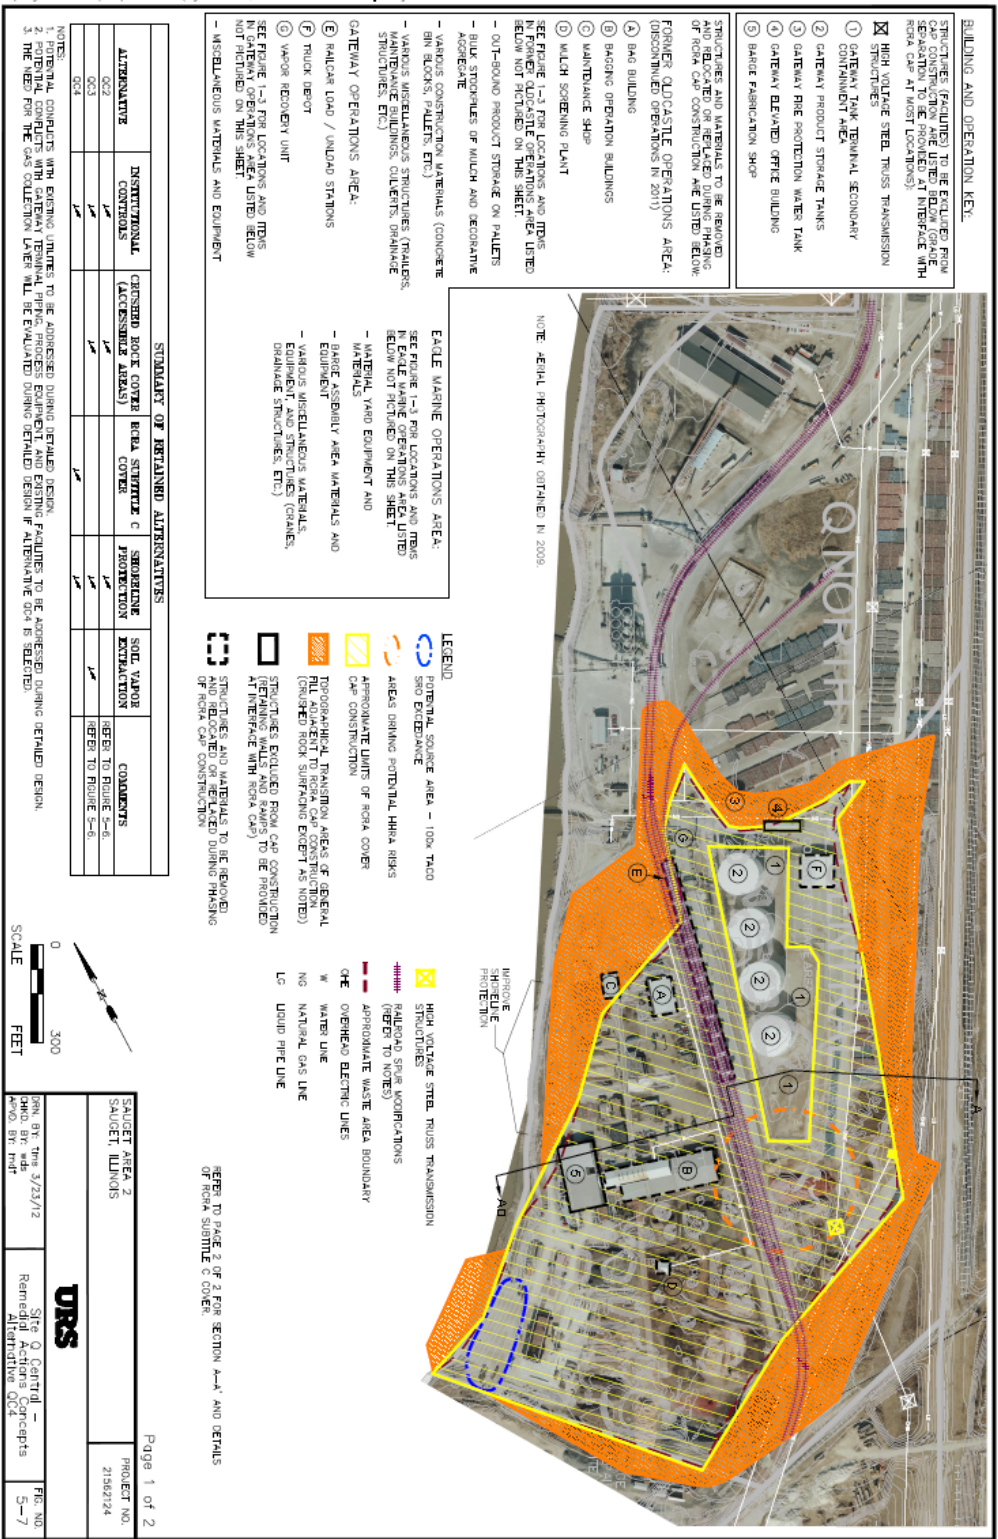 BUILDING AND OPERATION KEY:
STRUCTURES (FACILITIES) TO BE EXCLUDED FROM
CAP CONSTRUCTION ARE LISTED BELOW (GRADE
SEPARATION TO BE PROVIDED AT INTERFACE WITH
RCRA CAP AT MOST LOCATIONS):
HIGH VOLTAGE STEEL TRUSS TRANSMISSION
STRUCTURES
1 GATEWAY TANK TERMINAL SECONDARY
CONTAINMENT AREA
2 GATEWAY PRODUCT STORAGE TANKS
3 GATEWAY FIRE PROTECTION WATER TANK
4 GATEWAY ELEVATED OFFICE BUILDING
5 BARGE FABRICATION SHOP
STRUCTURES AND MATERIALS TO BE REMOVED
AND RELOCATED OR REPLACED DURING PHASING
OF RCRA CAP CONSTRUCTION ARE LISTED BELOW:
FORMER OLDCASTLE OPERATIONS AREA:
(DISCONTINUED OPERATIONS IN 2011)
A BAG BUILDING
B BAGGING OPERATION BUILDINGS
C MAINTENANCE SHOP
D MULCH SCREENING PLANT
SEE FIGURE 1-3 FOR LOCATIONS AND ITEMS
IN FORMER OLDCASTLE OPERATIONS AREA LISTED
BELOW NOT PICTURED ON THIS SHEET.
- OUT-BOUND PRODUCT STORAGE ON PALLETS
- BULK STOCKPILES OF MULCH AND DECORATIVE
AGGREGATE
- VARIOUS CONSTRUCTION MATERIALS (CONCRETE
BIN BLOCKS, PALLETS, ETC.)
- VARIOUS MISCELLANEOUS STRUCTURES (TRAILERS,
MAINTENANCE BUILDINGS, CULVERTS, DRAINAGE
STRUCTURES, ETC.)
GATEWAY OPERATIONS AREA:
E RAILCAR LOAD / UNLOAD STATIONS
F TRUCK DEPOT
G VAPOR RECOVERY UNIT
SEE FIGURE 1-3 FOR LOCATIONS AND ITEMS
IN GATEWAY OPERATIONS AREA LISTED BELOW
NOT PICTURED ON THIS SHEET.
- MISCELLANEOUS MATERIALS AND EQUIPMENT
EAGLE MARINE OPERATIONS AREA:
SEE FIGURE 1-3 FOR LOCATIONS AND ITEMS
IN EAGLE MARINE OPERATIONS AREA LISTED
BELOW NOT PICTURED ON THIS SHEET.
- MATERIAL YARD EQUIPMENT AND
MATERIALS
- BARGE ASSEMBLY AREA MATERIALS AND
EQUIPMENT
- VARIOUS MISCELLANEOUS MATERIALS,
EQUIPMENT, AND STRUCTURES (CRANES,
DRAINAGE STRUCTURES, ETC.)
NOTE: AERIAL PHOTOGRAPHY OBTAINED IN 2009.
Q NORTH
3
4
G
E
1
F
2
2
2
2
1
1
C
A
B
5
D
A
IMPROVE
SHORELINE
PROTECTION
LEGEND
POTENTIAL SOURCE AREA - 100x TACO
SRO EXCEEDANCE
AREAS DRIVING POTENTIAL HHRA RISKS
APPROXIMATE LIMITS OF RCRA COVER
CAP CONSTRUCTION
TOPOGRAPHICAL TRANSITION AREAS OF GENERAL
FILL ADJACENT TO RCRA CAP CONSTRUCTION
(CRUSHED ROCK SURFACING EXCEPT AS NOTED)
STRUCTURES EXCLUDED FROM CAP CONSTRUCTION
(RETAINING WALLS AND RAMPS TO BE PROVIDED
AT INTERFACE WITH RCRA CAP)
STRUCTURES AND MATERIALS TO BE REMOVED
AND RELOCATED OR REPLACED DURING PHASING
OF RCRA CAP CONSTRUCTION
HIGH VOLTAGE STEEL TRUSS TRANSMISSION
STRUCTURES
RAILROAD SPUR MODIFICATIONS
(REFER TO NOTES)
APPROXIMATE WASTE AREA BOUNDARY
OHE OVERHEAD ELECTRIC LINES
W WATER LINE
NG NATURAL GAS LINE
LG LIQUID PIPE LINE
REFER TO PAGE 2 OF 2 FOR SECTION A-A' AND DETAILS
OF RCRA SUBTITLE C COVER.
SUMMARY OF RETAINED ALTERNATIVES
ALTERNATIVE INSTITUTIONAL CONTROLS CRUSHED ROCK COVER (ACCESSIBLE AREAS) RCRA SUBTITLE C COVER SHORELINE PROTECTION SOIL VAPOR EXTRACTION COMMENTS
QC2 REFER TO FIGURE 5-6.
QC3 REFER TO FIGURE 5-6.
QC4
NOTES:
1. POTENTIAL CONFLICTS WITH EXISTING UTILITIES TO BE ADDRESSED DURING DETAILED DESIGN.
2. POTENTIAL CONFLICTS WITH GATEWAY TERMINAL PIPING, PROCESS EQUIPMENT, AND EXISTING FACILITIES TO BE ADDRESSED DURING DETAILED DESIGN.
3. THE NEED FOR THE GAS COLLECTION LAYER WILL BE EVALUATED DURING DETAILED DESIGN IF ALTERNATIVE QC4 IS SELECTED.
0 300
SCALE FEET
Page 1 of 2
SAUGET AREA 2
SAUGET, ILLINOIS
PROJECT NO.
21562124
URS
DRN. BY: tms 3/23/12
CHKD. BY: wds
APVD. BY: tmdt
Site Q Central -
Remedial Actions Concepts
Alternative QC4
FIG. NO.
5-7